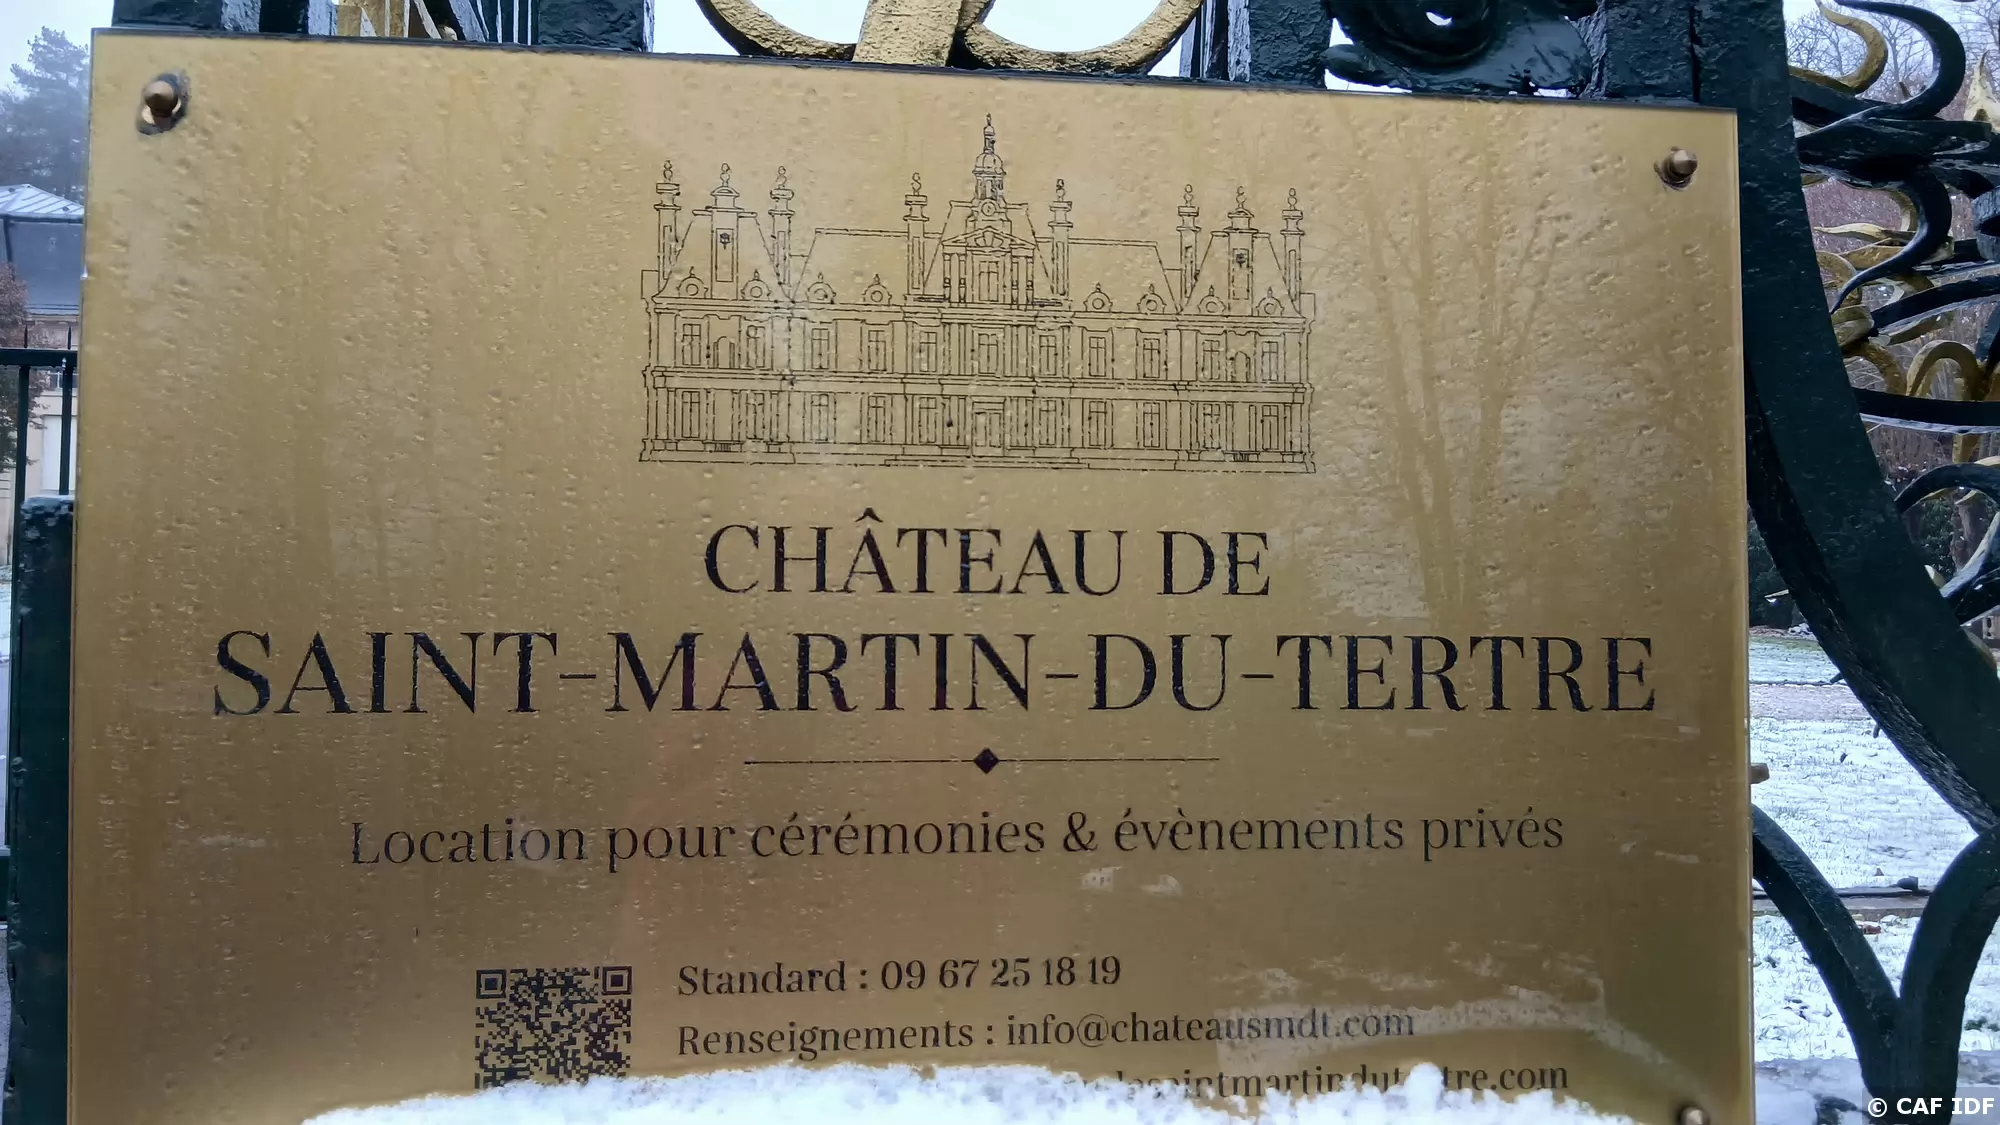 CHÂTEAU DE
SAINT-MARTIN-DU-TERTRE
Location pour cérémonies & évènements privés
Standard : 09 67 25 18 19
Renseignements : info@chateausmdt.com
© CAF IDF